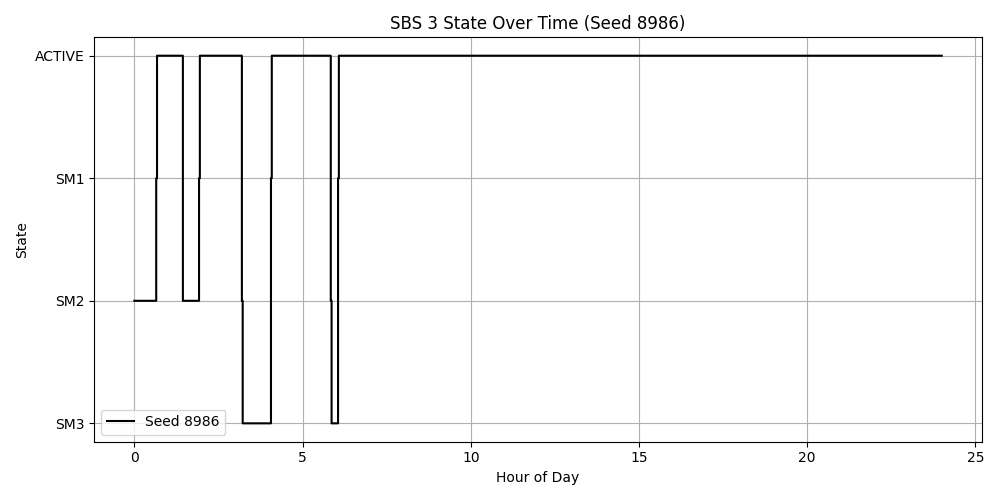 SBS 3 State Over Time (Seed 8986)
ACTIVE
SM1
SM2
SM3
State
Seed 8986
0 5 10 15 20 25
Hour of Day